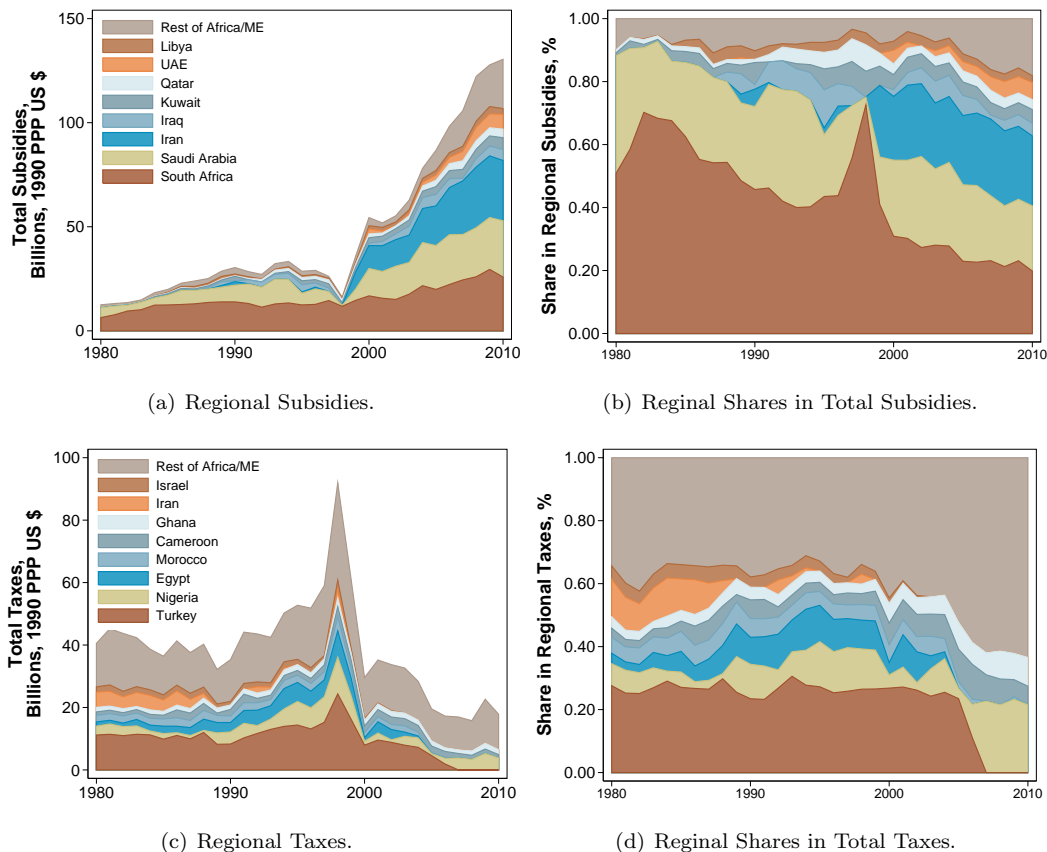 Total Subsidies,
Billions, 1990 PPP US $
150
100
50
0
Rest of Africa/ME
Libya
UAE
Qatar
Kuwait
Iraq
Iran
Saudi Arabia
South Africa
1980 1990 2000 2010
(a) Regional Subsidies.
Share in Regional Subsidies, %
1.00
0.80
0.60
0.40
0.20
0.00
1980 1990 2000 2010
(b) Reginal Shares in Total Subsidies.
Total Taxes,
Billions, 1990 PPP US $
100
80
60
40
20
0
Rest of Africa/ME
Israel
Iran
Ghana
Cameroon
Morocco
Egypt
Nigeria
Turkey
1980 1990 2000 2010
(c) Regional Taxes.
Share in Regional Taxes, %
1.00
0.80
0.60
0.40
0.20
0.00
1980 1990 2000 2010
(d) Reginal Shares in Total Taxes.